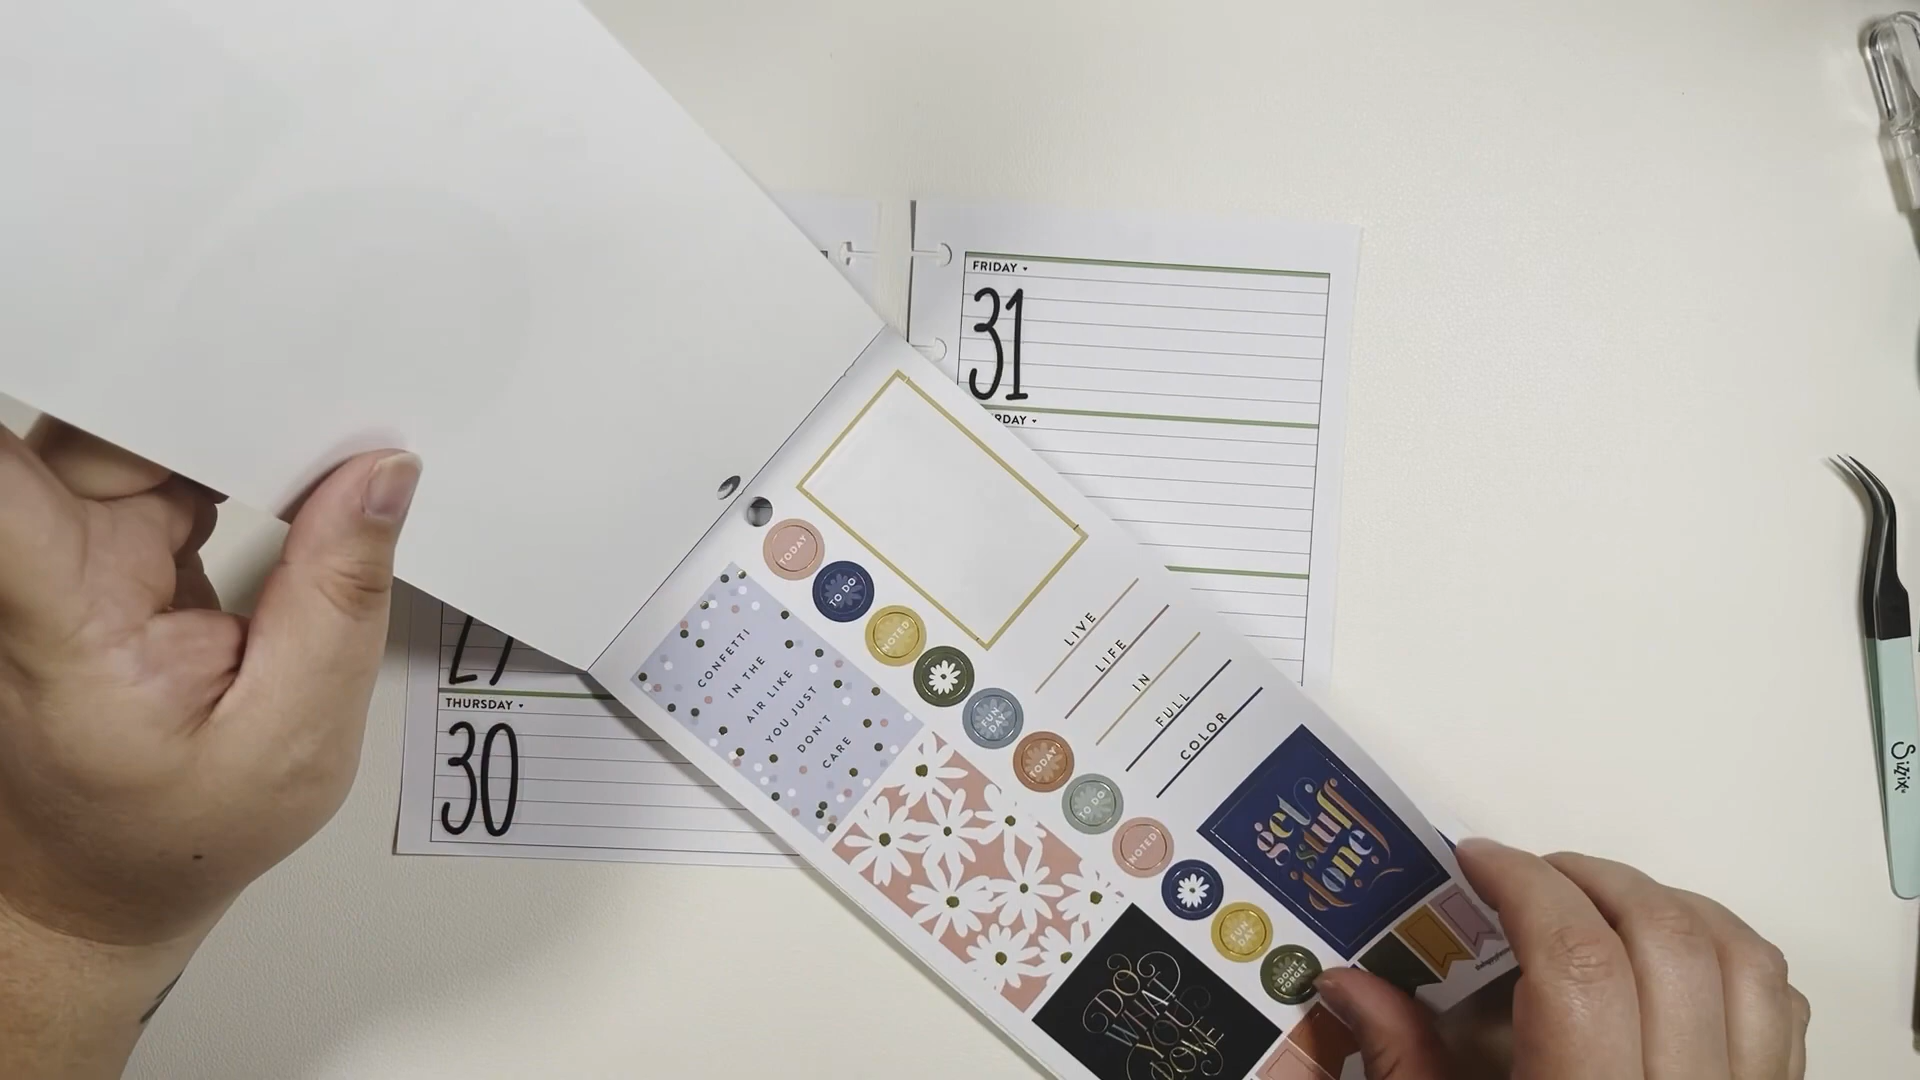 FRIDAY
31
RDAY
THURSDAY
30
TODAY
TO DO
NOTED
FUN
DAY
TODAY
TO DO
NOTED
FUN
DAY
DON'T
FORGET
CONFETTI
IN THE
AIR LIKE
YOU JUST
DON'T
CARE
LIVE
LIFE
IN
FULL
COLOR
get
stuff
done
DO
WHAT
YOU
LOVE
Sizzix